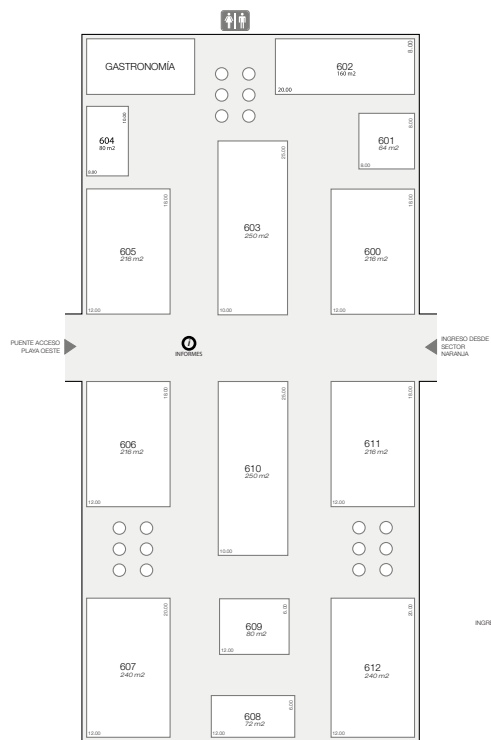 GASTRONOMÍA
602
160 m2
8.00
20.00
604
80 m2
10.00
8.00
601
64 m2
8.00
8.00
603
250 m2
25.00
10.00
605
216 m2
18.00
12.00
600
216 m2
18.00
12.00
PUENTE ACCESO
PLAYA OESTE
i
INFORMES
INGRESO DESDE
SECTOR
NARANJA
606
216 m2
18.00
12.00
610
250 m2
25.00
10.00
611
216 m2
18.00
12.00
607
240 m2
20.00
12.00
609
80 m2
12.00
608
72 m2
6.00
12.00
612
240 m2
20.00
12.00
INGRE